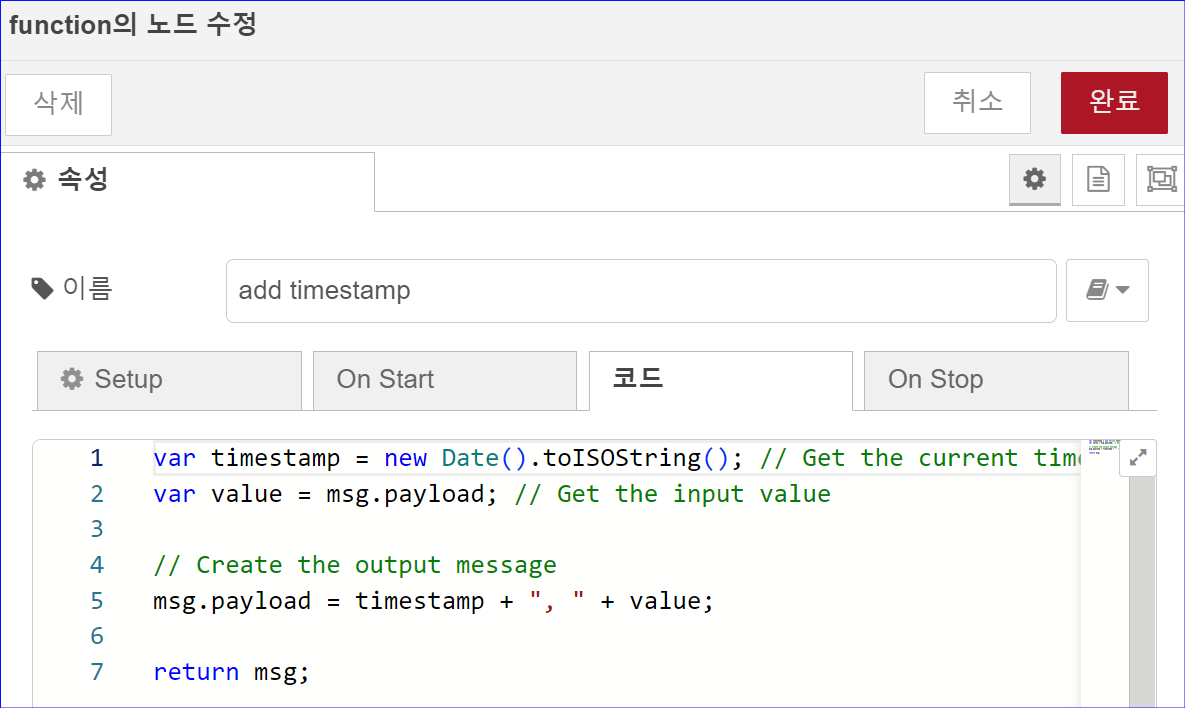 function의 노드 수정
삭제
취소
완료
속성
이름
add timestamp
Setup
On Start
코드
On Stop
1 var timestamp = new Date().toISOString(); // Get the current
2 var value = msg.payload; // Get the input value
3
4 // Create the output message
5 msg.payload = timestamp + ", " + value;
6
7 return msg;